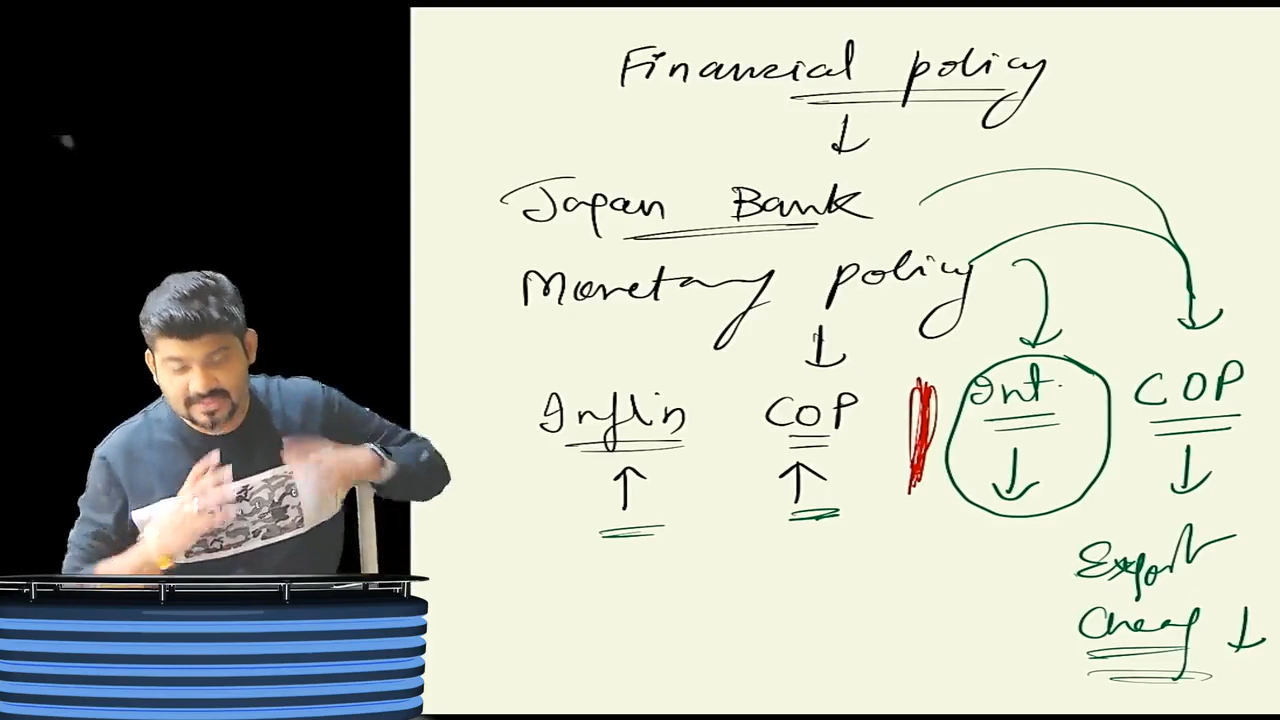 Financial policy
↓
Japan Bank
Monetary policy
↓
Infln COP Int. COP
↑ ↑ ↓ ↓
Export
Cheap ↓